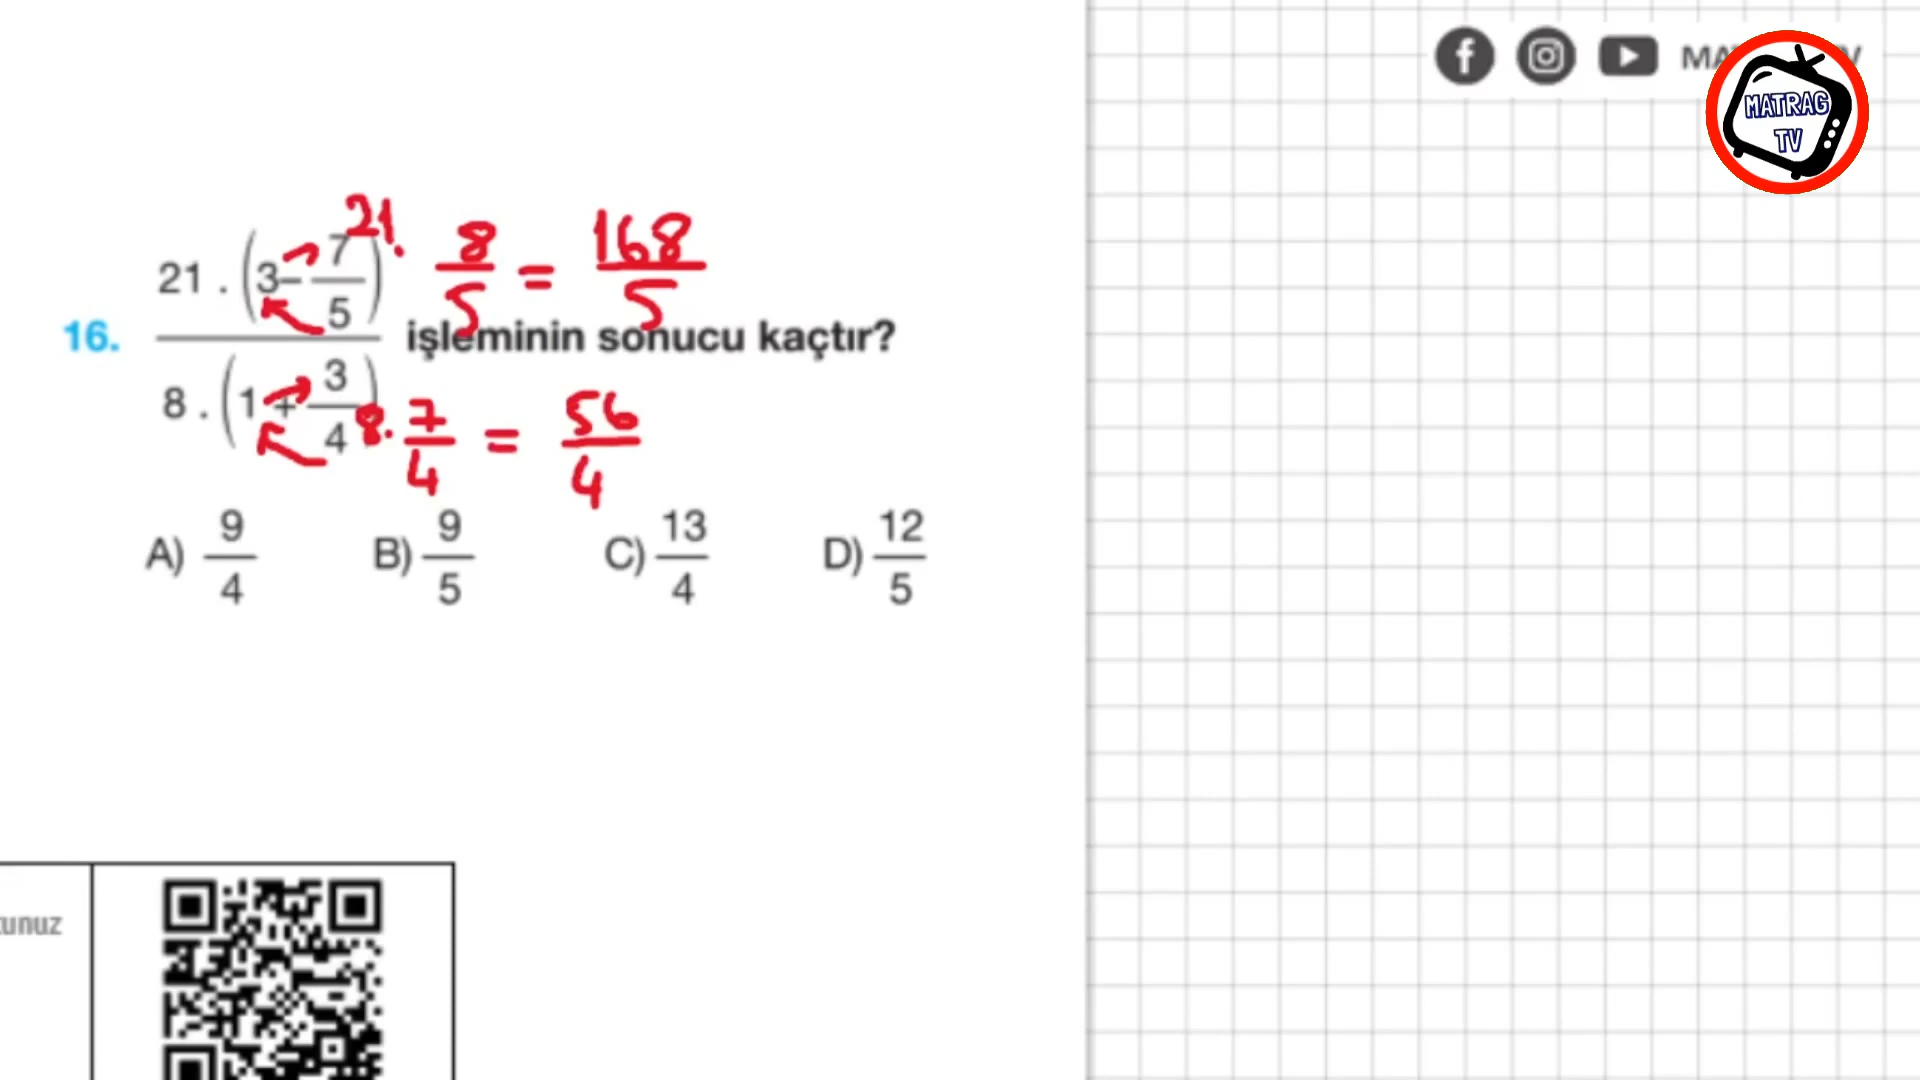 MATRAG TV
16. 21 . (3 - 7/5) / 8 . (1 + 3/4) işleminin sonucu kaçtır?
21 . 8/5 = 168/5
8 . 7/4 = 56/4
A) 9/4 B) 9/5 C) 13/4 D) 12/5